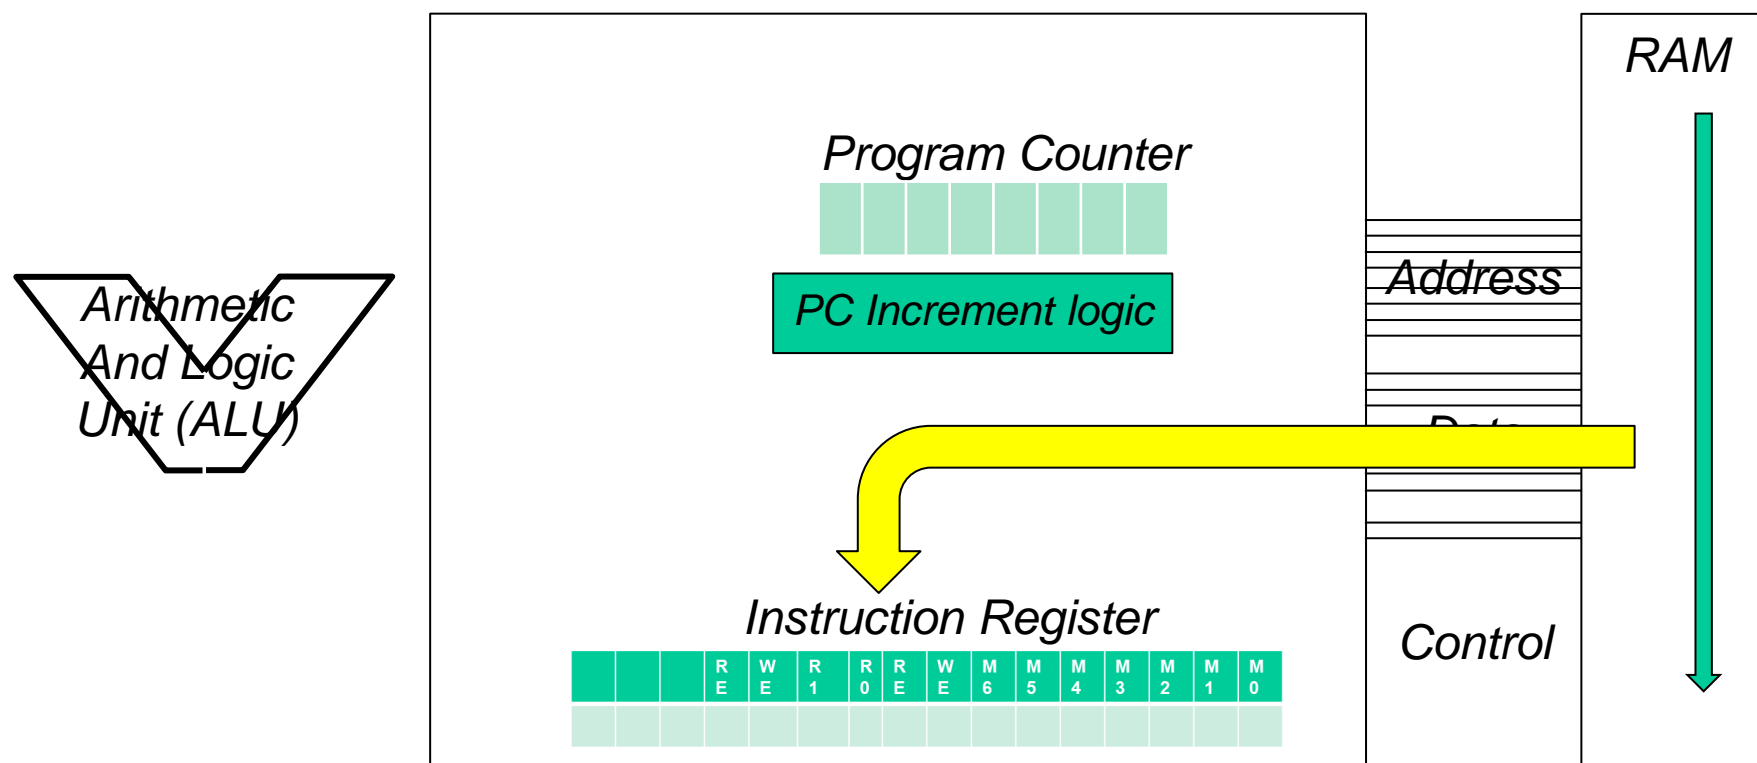 RAM
Program Counter
PC Increment logic
Arithmetic
And Logic
Unit (ALU)
Address
Data
Instruction Register
Control
R E W E R 1 R 0 R E W E M 6 M 5 M 4 M 3 M 2 M 1 M 0